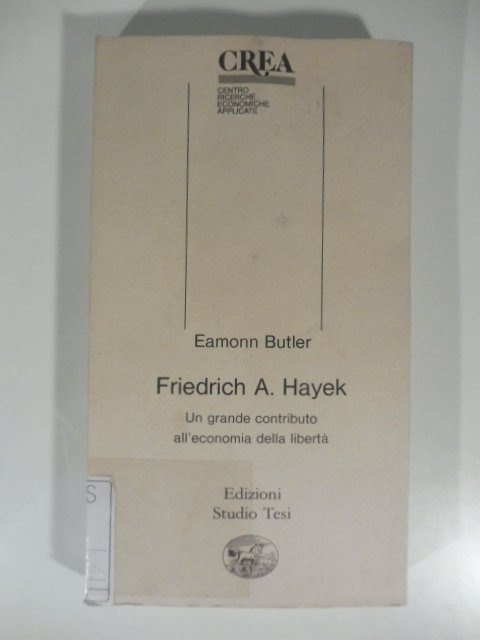 CREA
CENTRO
RICERCHE
ECONOMICHE
APPLICATE
Eamonn Butler
Friedrich A. Hayek
Un grande contributo
all'economia della libertà
Edizioni
Studio Tesi
S